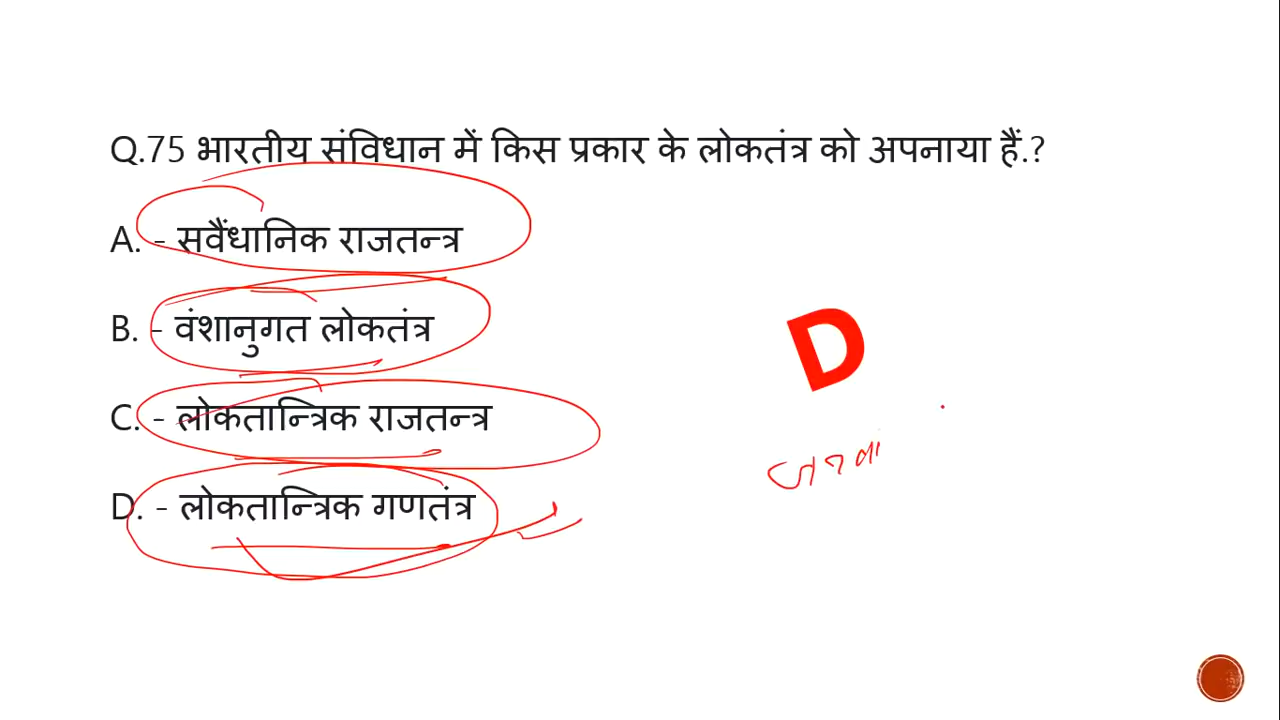 Q.75 भारतीय संविधान में किस प्रकार के लोकतंत्र को अपनाया हैं.?
A. - सवैंधानिक राजतन्त्र
B. - वंशानुगत लोकतंत्र
C. - लोकतान्त्रिक राजतन्त्र
D. - लोकतान्त्रिक गणतंत्र
D